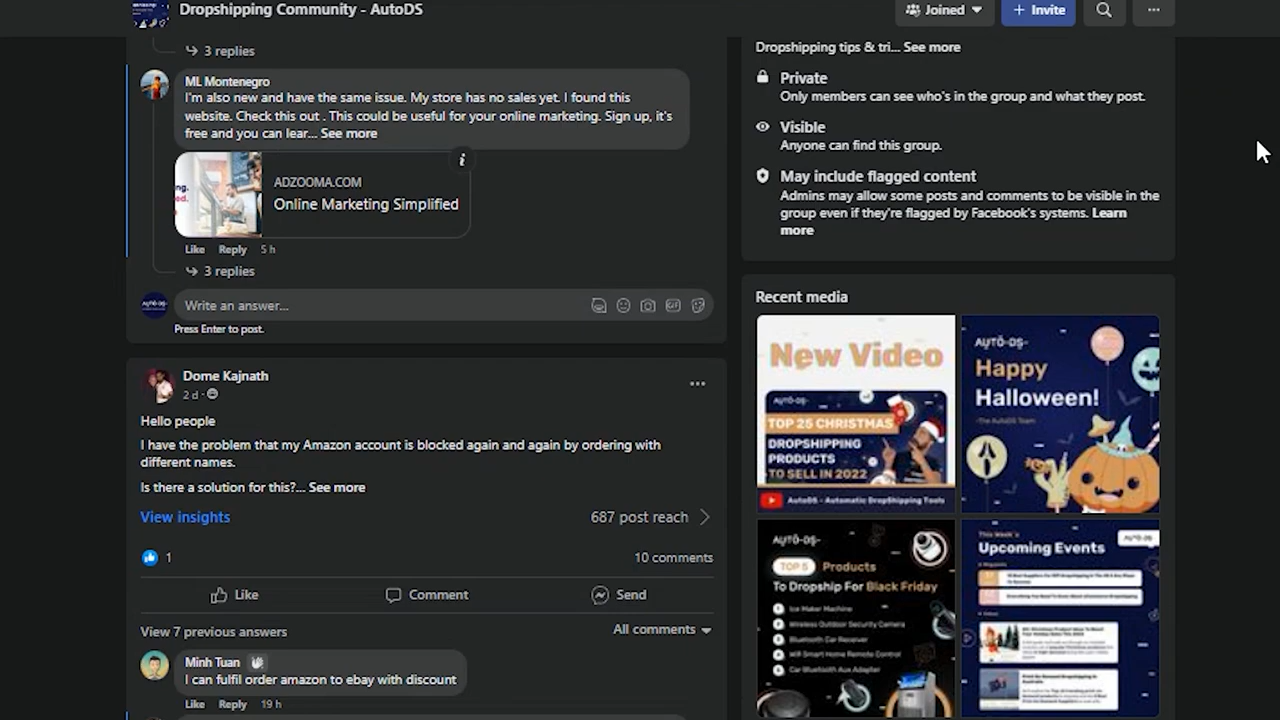 Dropshipping Community - AutoDS
Joined
+ Invite
3 replies
ML Montenegro
I'm also new and have the same issue. My store has no sales yet. I found this
website. Check this out . This could be useful for your online marketing. Sign up, it's
free and you can lear... See more
ng.
ed.
ADZOOMA.COM
Online Marketing Simplified
Like Reply 5 h
3 replies
Write an answer...
GIF
Press Enter to post.
Dome Kajnath
2 d
Hello people
I have the problem that my Amazon account is blocked again and again by ordering with
different names.
Is there a solution for this?... See more
View insights
687 post reach
1
10 comments
Like
Comment
Send
View 7 previous answers
All comments
Minh Tuan
I can fulfil order amazon to ebay with discount
Like Reply 19 h
Dropshipping tips & tri... See more
Private
Only members can see who's in the group and what they post.
Visible
Anyone can find this group.
May include flagged content
Admins may allow some posts and comments to be visible in the
group even if they're flagged by Facebook's systems. Learn
more
Recent media
New Video
AUTO-DS-
TOP 25 CHRISTMAS
DROPSHIPPING
PRODUCTS
TO SELL IN 2022
AutoDS - Automatic DropShipping Tools
AUTO-DS-
Happy
Halloween!
-The AutoDS Team
AUTO-DS-
TOP 5 Products
To Dropship For Black Friday
Ice Maker Machine
Wireless Outdoor Security Camera
Bluetooth Car Receiver
Wifi Smart Home Remote Control
Car Bluetooth Aux Adapter
AUTO-DS-
This Week's
Upcoming Events